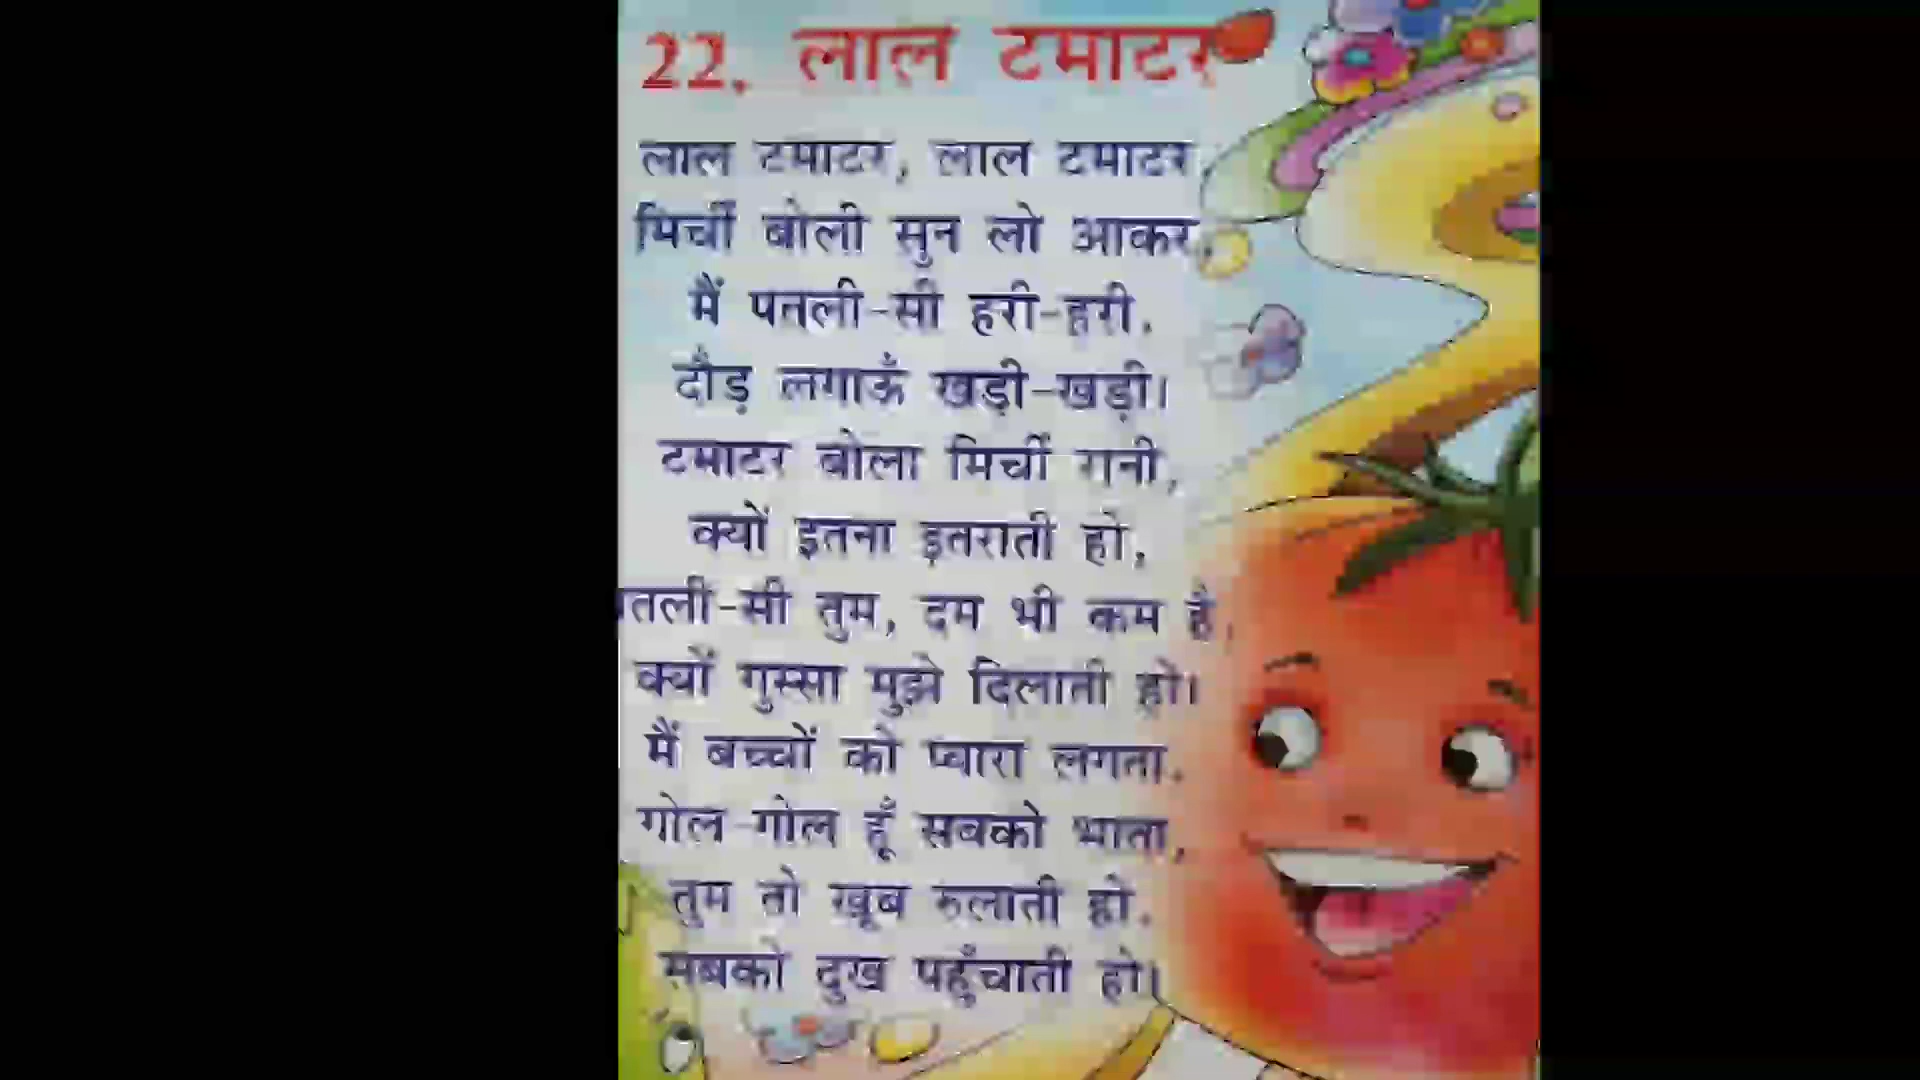 22. लाल टमाटर
लाल टमाटर, लाल टमाटर,
मिर्ची बोली सुन लो आकर,
मैं पतली-सी हरी-हरी,
दौड़ लगाऊँ खड़ी-खड़ी।
टमाटर बोला मिर्ची रानी,
क्यों इतना इतराती हो,
पतली-सी तुम, दम भी कम है,
क्यों गुस्सा मुझे दिलाती हो।
मैं बच्चों को प्यारा लगता,
गोल-गोल हूँ सबको भाता,
तुम तो खूब रुलाती हो,
सबको दुख पहुँचाती हो।